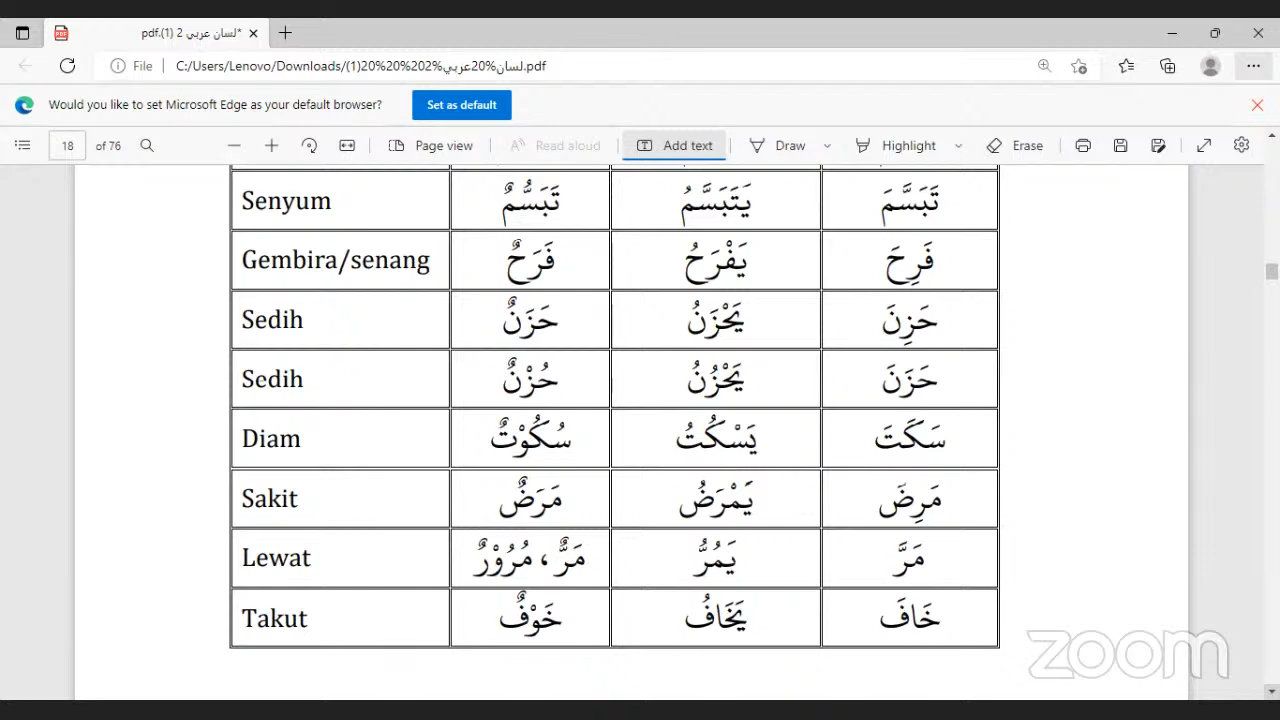 لسان عربي 2 (1).pdf*
File C:/Users/Lenovo/Downloads/(1)20%20%202%لسان%20عربي.pdf
Would you like to set Microsoft Edge as your default browser? Set as default
18 of 76 Page view Read aloud Add text Draw Highlight Erase
Senyum تَبَسُّمٌ يَتَبَسَّمُ تَبَسَّمَ
Gembira/senang فَرَحٌ يَفْرَحُ فَرِحَ
Sedih حَزَنٌ يَحْزَنُ حَزِنَ
Sedih حُزْنٌ يَحْزُنُ حَزَنَ
Diam سُكُوْتٌ يَسْكُتُ سَكَتَ
Sakit مَرَضٌ يَمْرَضُ مَرِضَ
Lewat مَرٌّ ، مُرُوْرٌ يَمُرُّ مَرَّ
Takut خَوْفٌ يَخَافُ خَافَ
zoom